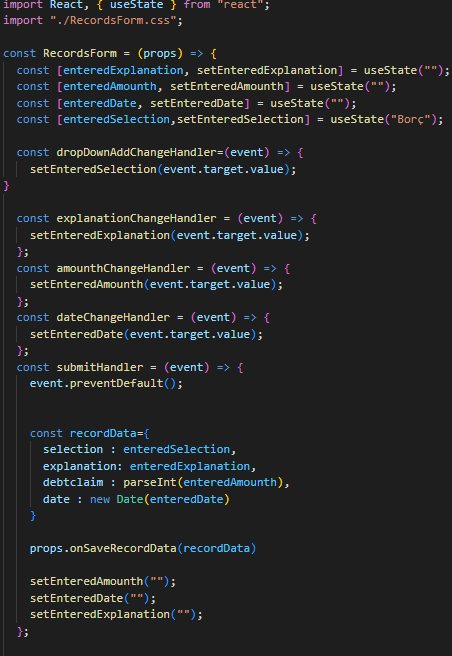 import React, { useState } from "react";
import "./RecordsForm.css";
const RecordsForm = (props) => {
const [enteredExplanation, setEnteredExplanation] = useState("");
const [enteredAmounth, setEnteredAmounth] = useState("");
const [enteredDate, setEnteredDate] = useState("");
const [enteredSelection,setEnteredSelection] = useState("Borç");
const dropDownAddChangeHandler=(event) => {
setEnteredSelection(event.target.value);
}
const explanationChangeHandler = (event) => {
setEnteredExplanation(event.target.value);
};
const amounthChangeHandler = (event) => {
setEnteredAmounth(event.target.value);
};
const dateChangeHandler = (event) => {
setEnteredDate(event.target.value);
};
const submitHandler = (event) => {
event.preventDefault();
const recordData={
selection : enteredSelection,
explanation: enteredExplanation,
debtclaim : parseInt(enteredAmounth),
date : new Date(enteredDate)
}
props.onSaveRecordData(recordData)
setEnteredAmounth("");
setEnteredDate("");
setEnteredExplanation("");
};